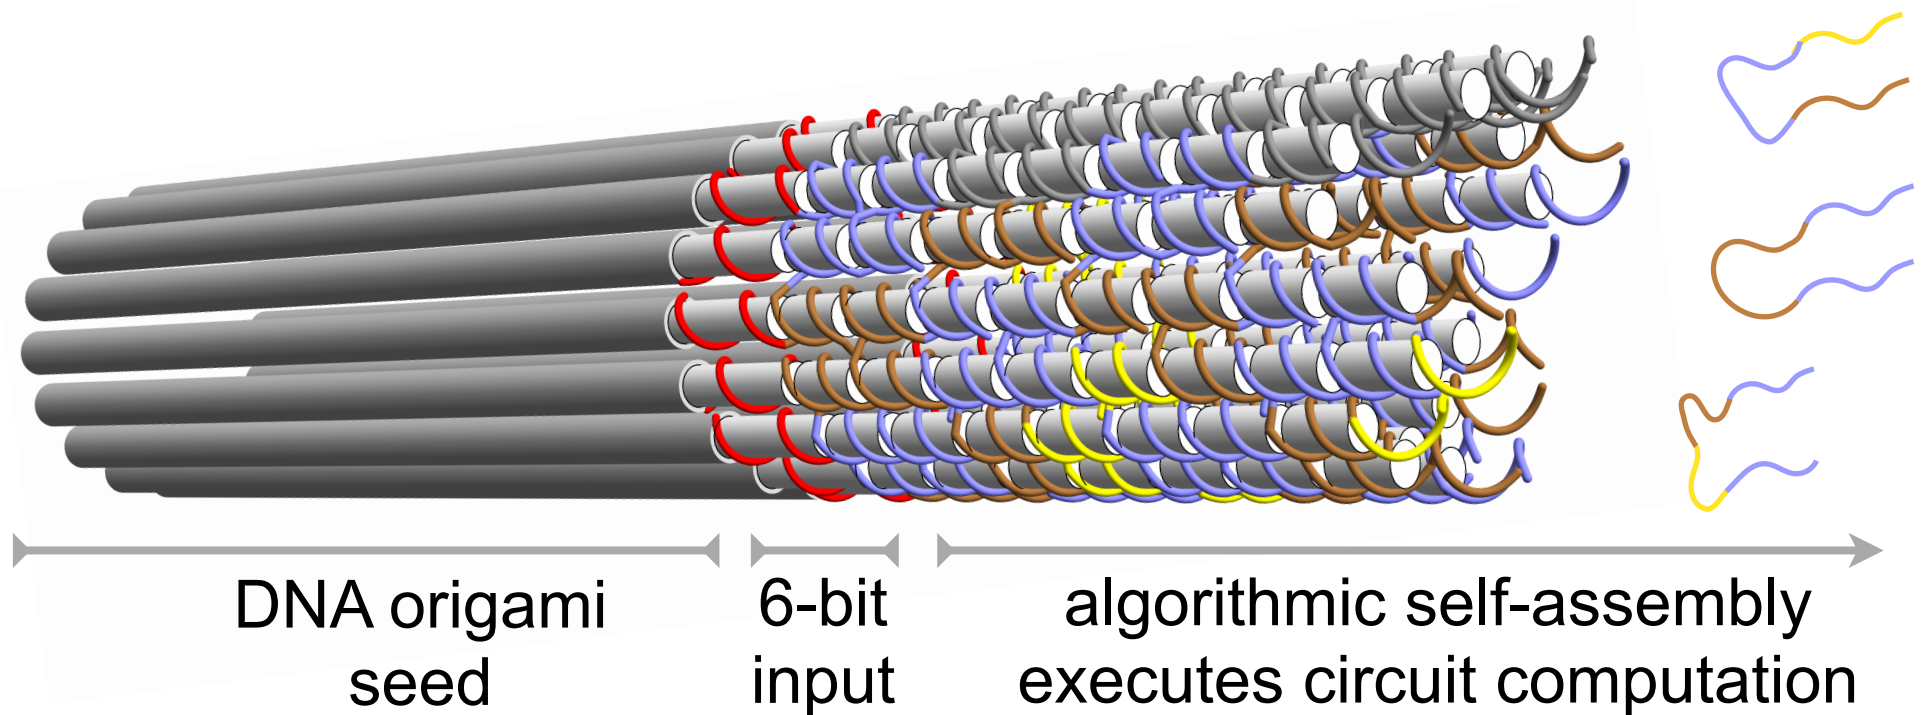 DNA origami
seed
6-bit
input
algorithmic self-assembly
executes circuit computation